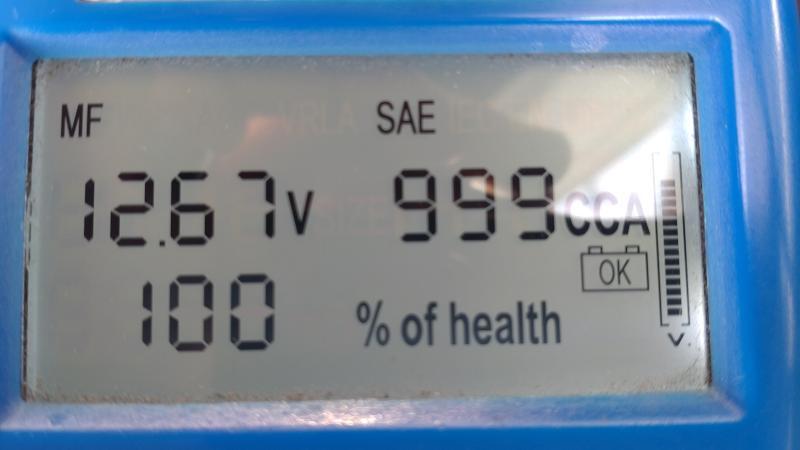 MF SAE
12.67V 999CCA
OK
100 % of health